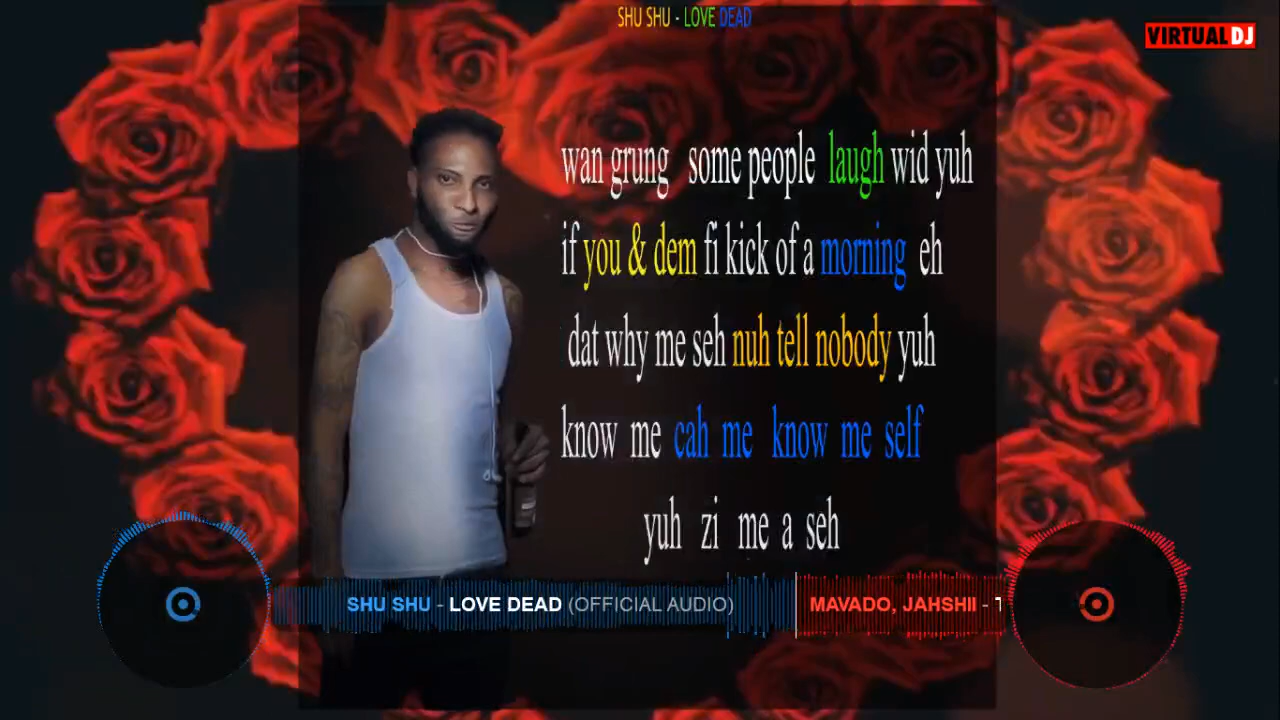 SHU SHU - LOVE DEAD
VIRTUALDJ
wan grung some people laugh wid yuh
if you & dem fi kick of a morning eh
dat why me seh nuh tell nobody yuh
know me cah me know me self
yuh zi me a seh
SHU SHU - LOVE DEAD (OFFICIAL AUDIO)
MAVADO, JAHSHII -